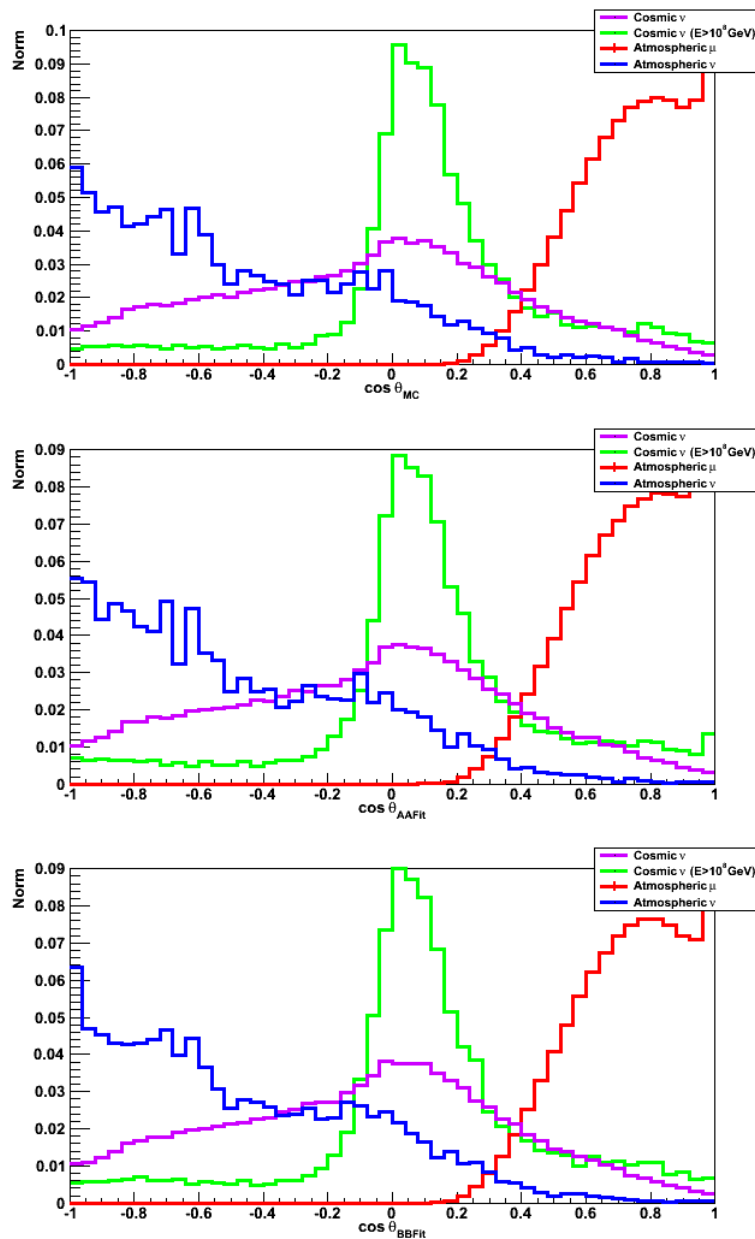 Norm
0.1
0.09
0.08
0.07
0.06
0.05
0.04
0.03
0.02
0.01
0
Cosmic ν
Cosmic ν (E>10⁸GeV)
Atmospheric μ
Atmospheric ν
-1 -0.8 -0.6 -0.4 -0.2 0 0.2 0.4 0.6 0.8 1
cos θMC
Norm
0.09
0.08
0.07
0.06
0.05
0.04
0.03
0.02
0.01
0
Cosmic ν
Cosmic ν (E>10⁸GeV)
Atmospheric μ
Atmospheric ν
-1 -0.8 -0.6 -0.4 -0.2 0 0.2 0.4 0.6 0.8 1
cos θAAFit
Norm
0.09
0.08
0.07
0.06
0.05
0.04
0.03
0.02
0.01
0
Cosmic ν
Cosmic ν (E>10⁸GeV)
Atmospheric μ
Atmospheric ν
-1 -0.8 -0.6 -0.4 -0.2 0 0.2 0.4 0.6 0.8 1
cos θBBFit